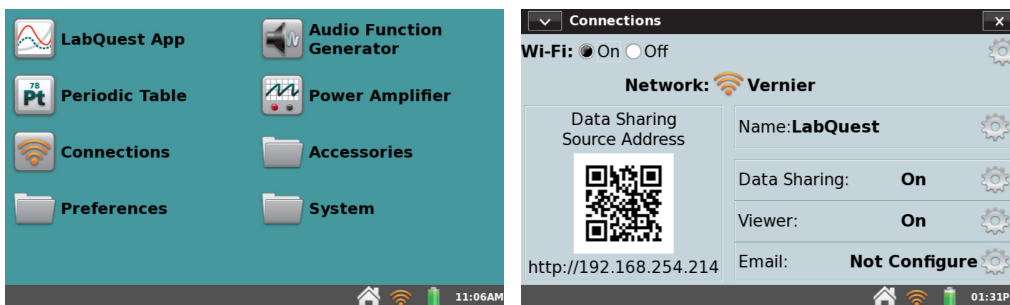 LabQuest App
Audio Function
Generator
78
Pt
Periodic Table
Power Amplifier
Connections
Accessories
Preferences
System
11:06AM
Connections
x
Wi-Fi: On Off
Network: Vernier
Data Sharing
Source Address
http://192.168.254.214
Name:LabQuest
Data Sharing: On
Viewer: On
Email: Not Configure
01:31P